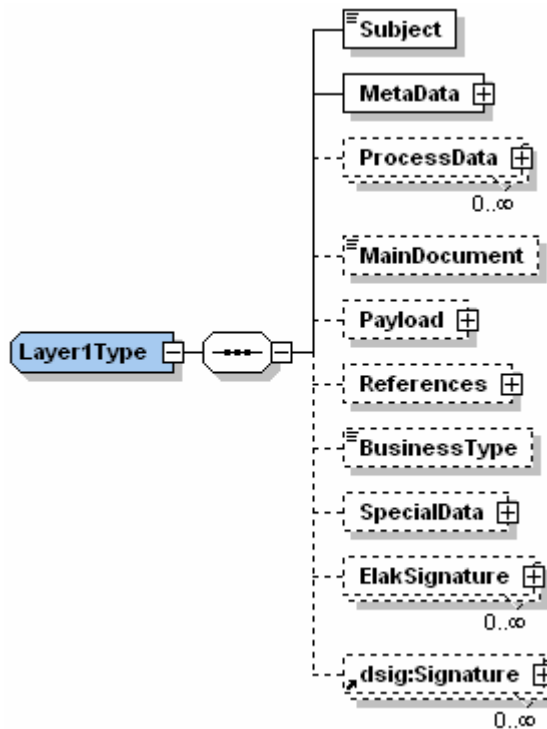 Subject
MetaData
ProcessData
0..∞
MainDocument
Payload
Layer1Type
References
BusinessType
SpecialData
ElakSignature
0..∞
dsig:Signature
0..∞